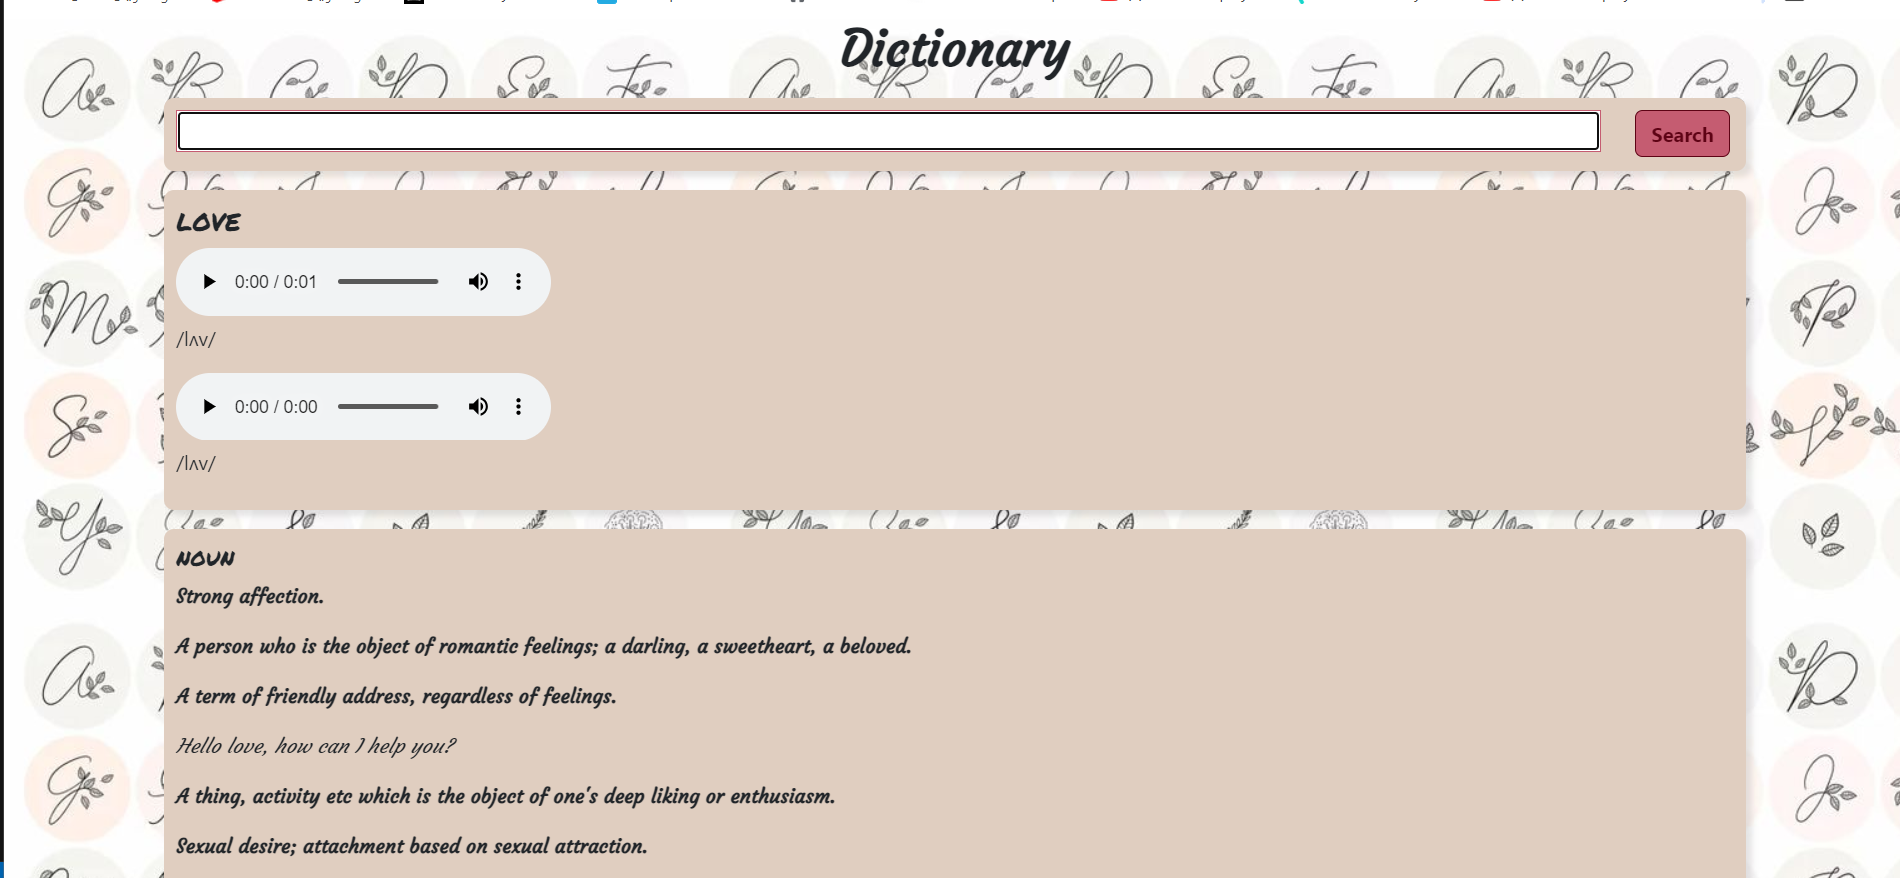 Dictionary
Search
LOVE
0:00 / 0:01
/lʌv/
0:00 / 0:00
/lʌv/
NOUN
Strong affection.
A person who is the object of romantic feelings; a darling, a sweetheart, a beloved.
A term of friendly address, regardless of feelings.
Hello love, how can I help you?
A thing, activity etc which is the object of one's deep liking or enthusiasm.
Sexual desire; attachment based on sexual attraction.